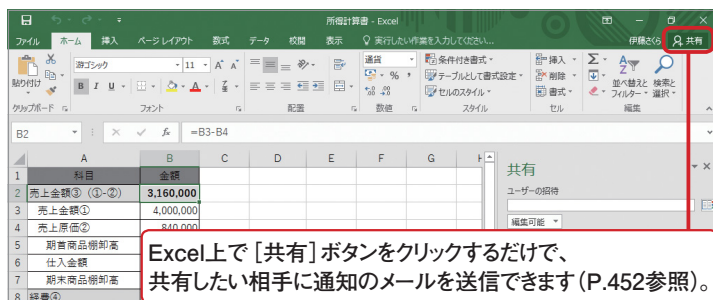 所得計算書 - Excel
ファイル ホーム 挿入 ページ レイアウト 数式 データ 校閲 表示 実行したい作業を入力してください... 伊藤さくら 共有
貼り付け 游ゴシック 11 A A 通貨 条件付き書式 挿入 Σ
B I U A % , テーブルとして書式設定 削除
セルのスタイル 書式 並べ替えと フィルター 検索と 選択
クリップボード フォント 配置 数値 スタイル セル 編集
B2 fx =B3-B4
A B C D E F G
1 科目 金額
2 売上金額③(①-②) 3,160,000
3 売上金額① 4,000,000
4 売上原価② 840,000
5 期首商品棚卸高
6 仕入金額
7 期末商品棚卸高
8 経費④
共有
ユーザーの招待
編集可能
Excel上で[共有]ボタンをクリックするだけで、
共有したい相手に通知のメールを送信できます(P.452参照)。